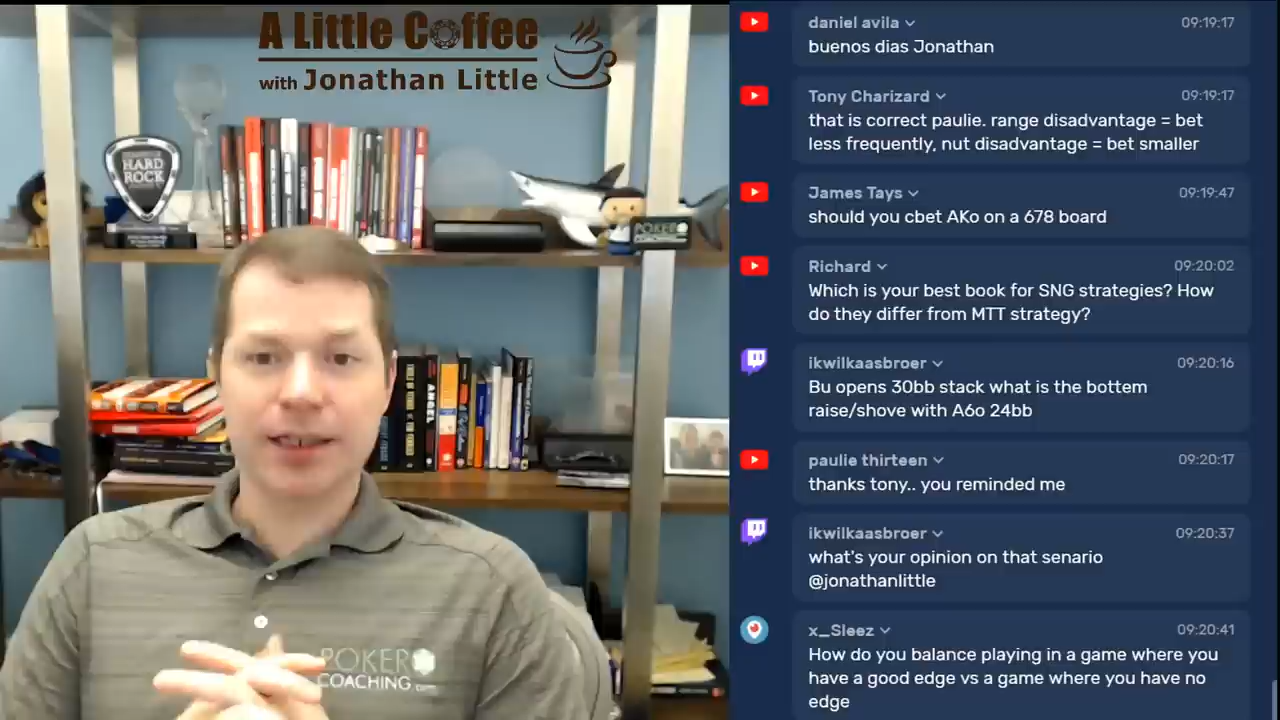 A Little Coffee
with Jonathan Little
HARD
ROCK
POKER
ANGEL
POKER
COACHING.com
daniel avila
09:19:17
buenos dias Jonathan
Tony Charizard
09:19:17
that is correct paulie. range disadvantage = bet
less frequently, nut disadvantage = bet smaller
James Tays
09:19:47
should you cbet AKo on a 678 board
Richard
09:20:02
Which is your best book for SNG strategies? How
do they differ from MTT strategy?
ikwilkaasbroer
09:20:16
Bu opens 30bb stack what is the bottem
raise/shove with A6o 24bb
paulie thirteen
09:20:17
thanks tony.. you reminded me
ikwilkaasbroer
09:20:37
what's your opinion on that senario
@jonathanlittle
x_Sleez
09:20:41
How do you balance playing in a game where you
have a good edge vs a game where you have no
edge